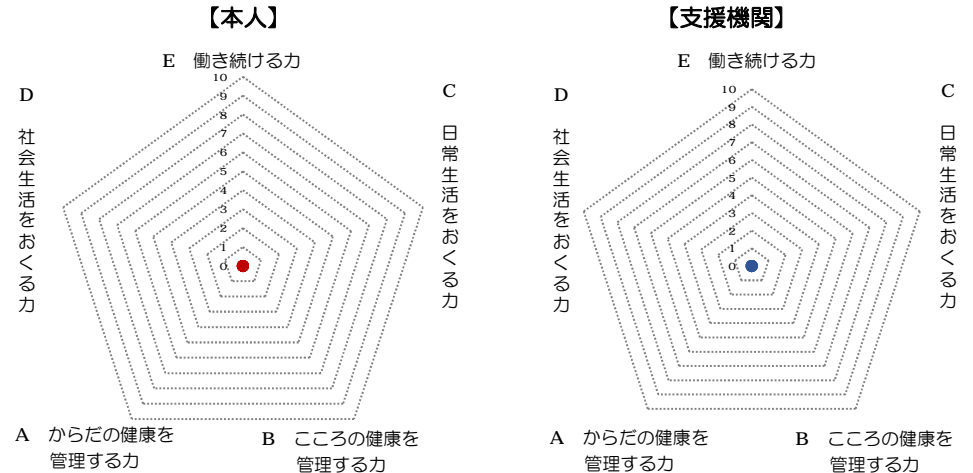 【本人】
E 働き続ける力
D 社会生活をおくる力
C 日常生活をおくる力
10
9
8
7
6
5
4
3
2
1
0
A からだの健康を
管理する力
B こころの健康を
管理する力
【支援機関】
E 働き続ける力
D 社会生活をおくる力
C 日常生活をおくる力
10
9
8
7
6
5
4
3
2
1
0
A からだの健康を
管理する力
B こころの健康を
管理する力